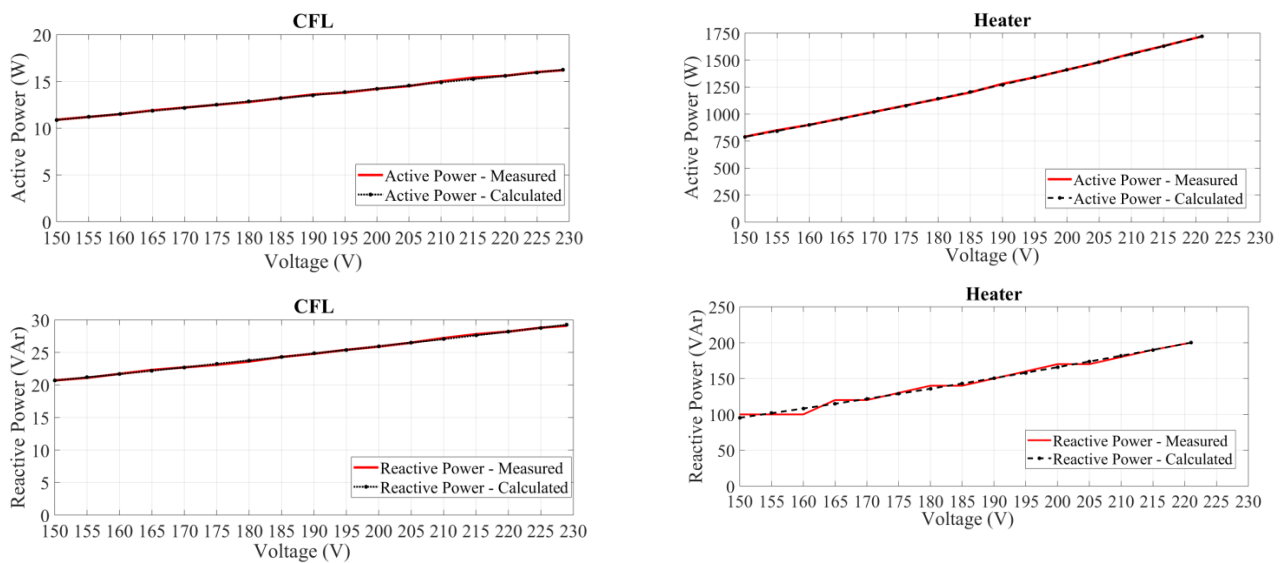 CFL
Active Power (W)
20
15
10
5
0
Active Power - Measured
Active Power - Calculated
150 155 160 165 170 175 180 185 190 195 200 205 210 215 220 225 230
Voltage (V)
Heater
Active Power (W)
1750
1500
1250
1000
750
500
250
0
Active Power - Measured
Active Power - Calculated
150 155 160 165 170 175 180 185 190 195 200 205 210 215 220 225 230
Voltage (V)
CFL
Reactive Power (VAr)
30
25
20
15
10
5
0
Reactive Power - Measured
Reactive Power - Calculated
150 155 160 165 170 175 180 185 190 195 200 205 210 215 220 225 230
Voltage (V)
Heater
Reactive Power (VAr)
250
200
150
100
50
0
Reactive Power - Measured
Reactive Power - Calculated
150 155 160 165 170 175 180 185 190 195 200 205 210 215 220 225 230
Voltage (V)